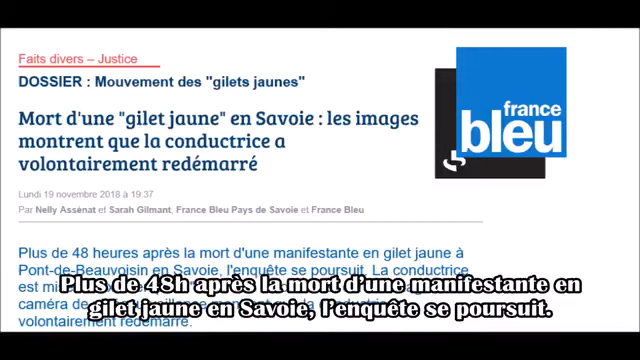 Faits divers – Justice
DOSSIER : Mouvement des "gilets jaunes"
Mort d'une "gilet jaune" en Savoie : les images
montrent que la conductrice a
volontairement redémarré
Lundi 19 novembre 2018 à 19:37
Par Nelly Assénat et Sarah Gilmant, France Bleu Pays de Savoie et France Bleu
france
bleu
Plus de 48 heures après la mort d'une manifestante en gilet jaune à
Pont-de-Beauvoisin en Savoie, l'enquête se poursuit. La conductrice
est
caméra de
volontairement redémarré.
Plus de 48h après la mort d'une manifestante en
gilet jaune en Savoie, l'enquête se poursuit.